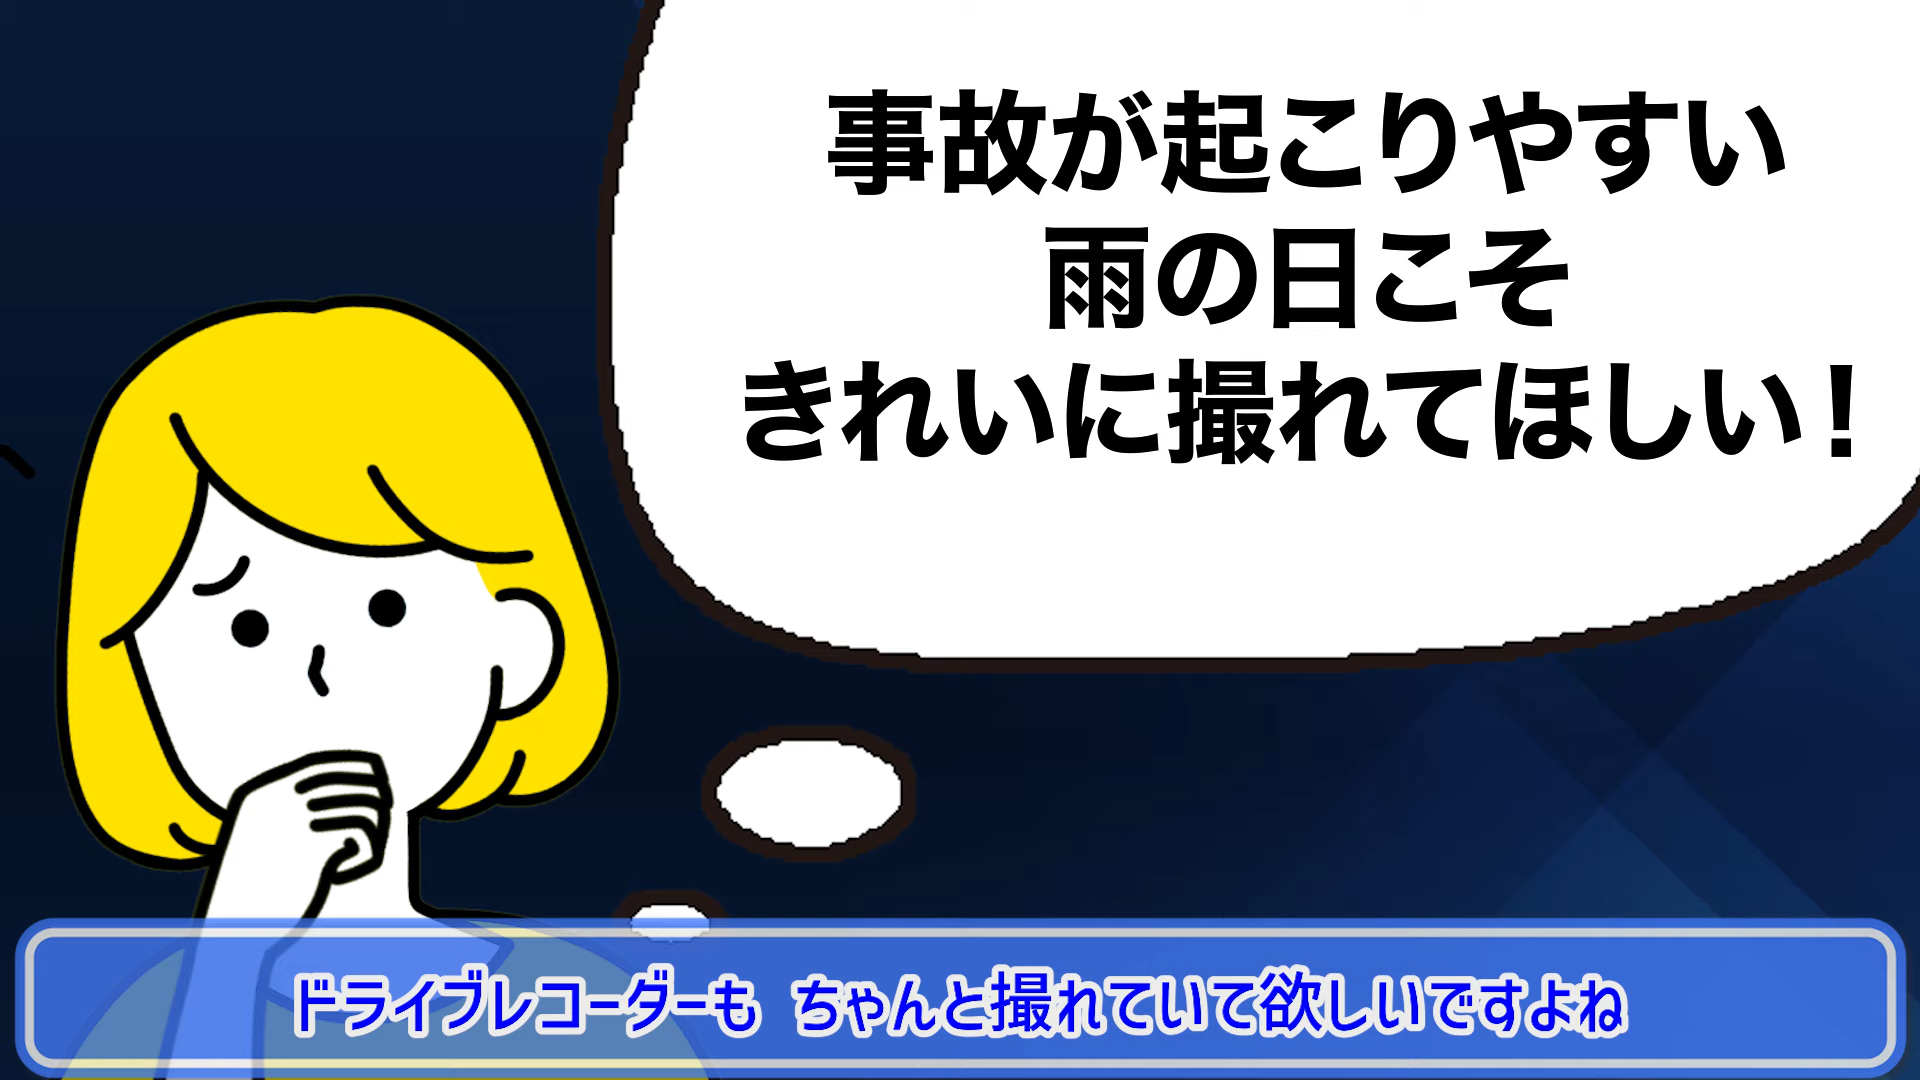 事故が起こりやすい
雨の日こそ
きれいに撮れてほしい！
ドライブレコーダーも ちゃんと撮れていて欲しいですよね